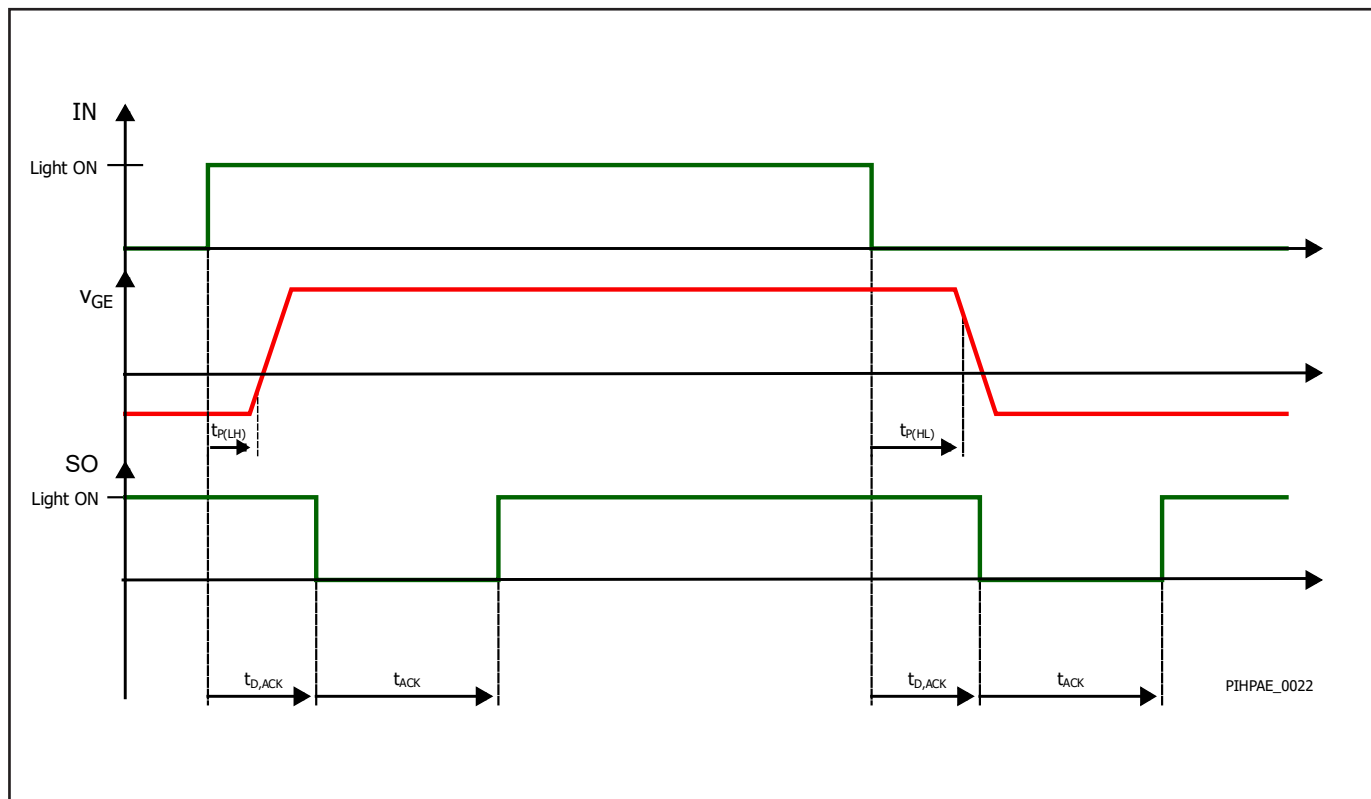 IN
Light ON
vGE
tP(LH)
tP(HL)
SO
Light ON
tD,ACK
tACK
tD,ACK
tACK
PIHPAE_0022